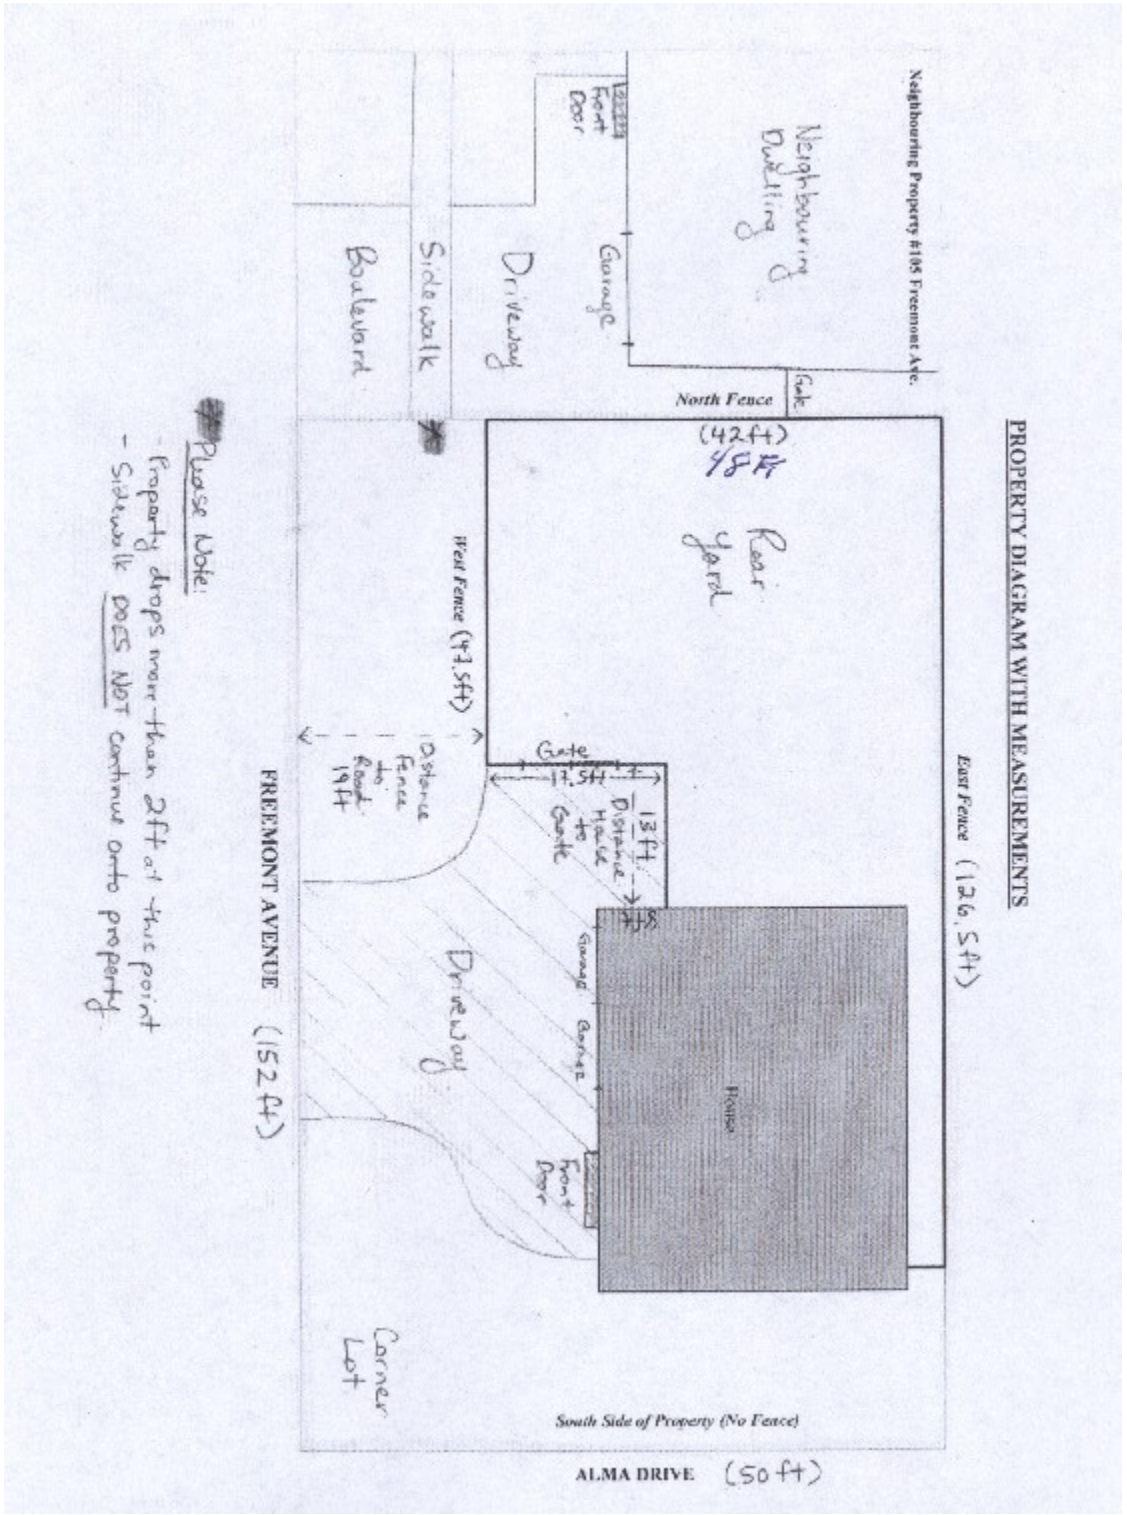 PROPERTY DIAGRAM WITH MEASUREMENTS
Neighbouring Property #105 Freemont Ave.
Neighbouring
Dwelling
Front
Door
Garage
Driveway
Sidewalk
Boulevard
Gate
North Fence
(42ft)
48 Ft
Rear
Yard
East Fence (126.5ft)
West Fence (47.5ft)
Gate
17.5ft
13ft.
Distance
House
to
Gate
8ft
Distance
Fence
to
Road
19ft
Garage
Garage
House
Driveway
Front
Door
Corner
Lot
South Side of Property (No Fence)
ALMA DRIVE (50ft)
FREEMONT AVENUE (152ft)
* Please Note:
- Property drops more than 2ft at this point
- Sidewalk DOES NOT continue onto property